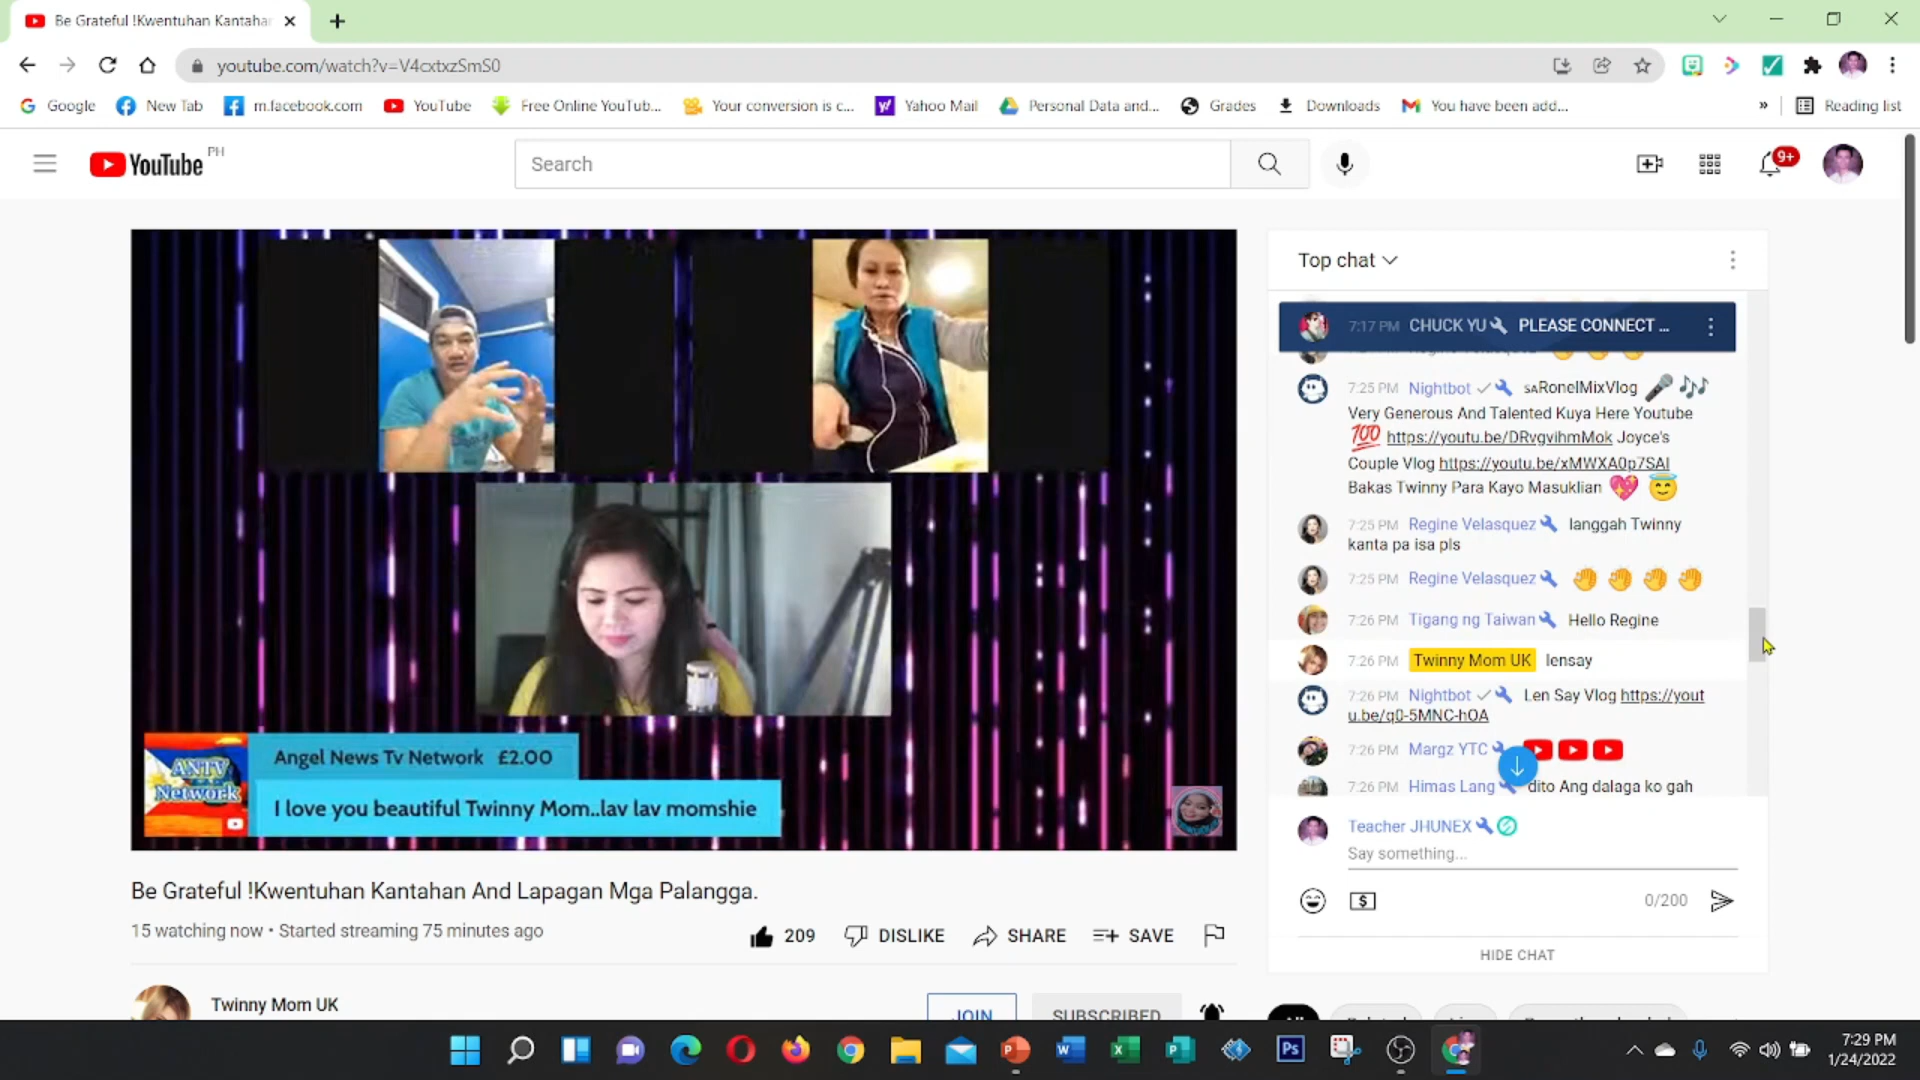 Be Grateful !Kwentuhan Kantahan
youtube.com/watch?v=V4cxtxzSmS0
Google New Tab m.facebook.com YouTube Free Online YouTub... Your conversion is c... Yahoo Mail Personal Data and... Grades Downloads You have been add... » Reading list
YouTube PH
Search
9+
Top chat
7:17 PM CHUCK YU PLEASE CONNECT ...
7:25 PM Nightbot SARonelMixVlog
Very Generous And Talented Kuya Here Youtube
100 https://youtu.be/DRvgvihmMok Joyce's
Couple Vlog https://youtu.be/xMWXA0p7SAI
Bakas Twinny Para Kayo Masuklian
7:25 PM Regine Velasquez langgah Twinny
kanta pa isa pls
7:25 PM Regine Velasquez
7:26 PM Tigang ng Taiwan Hello Regine
7:26 PM Twinny Mom UK lensay
7:26 PM Nightbot Len Say Vlog https://yout
u.be/q0-5MNC-hOA
7:26 PM Margz YTC
7:26 PM Himas Lang dito Ang dalaga ko gah
Teacher JHUNEX
Say something...
0/200
HIDE CHAT
ANTV
Network
Angel News Tv Network £2.00
I love you beautiful Twinny Mom..lav lav momshie
Be Grateful !Kwentuhan Kantahan And Lapagan Mga Palangga.
15 watching now • Started streaming 75 minutes ago
209 DISLIKE SHARE SAVE
Twinny Mom UK
JOIN SUBSCRIBED
Ps
7:29 PM
1/24/2022